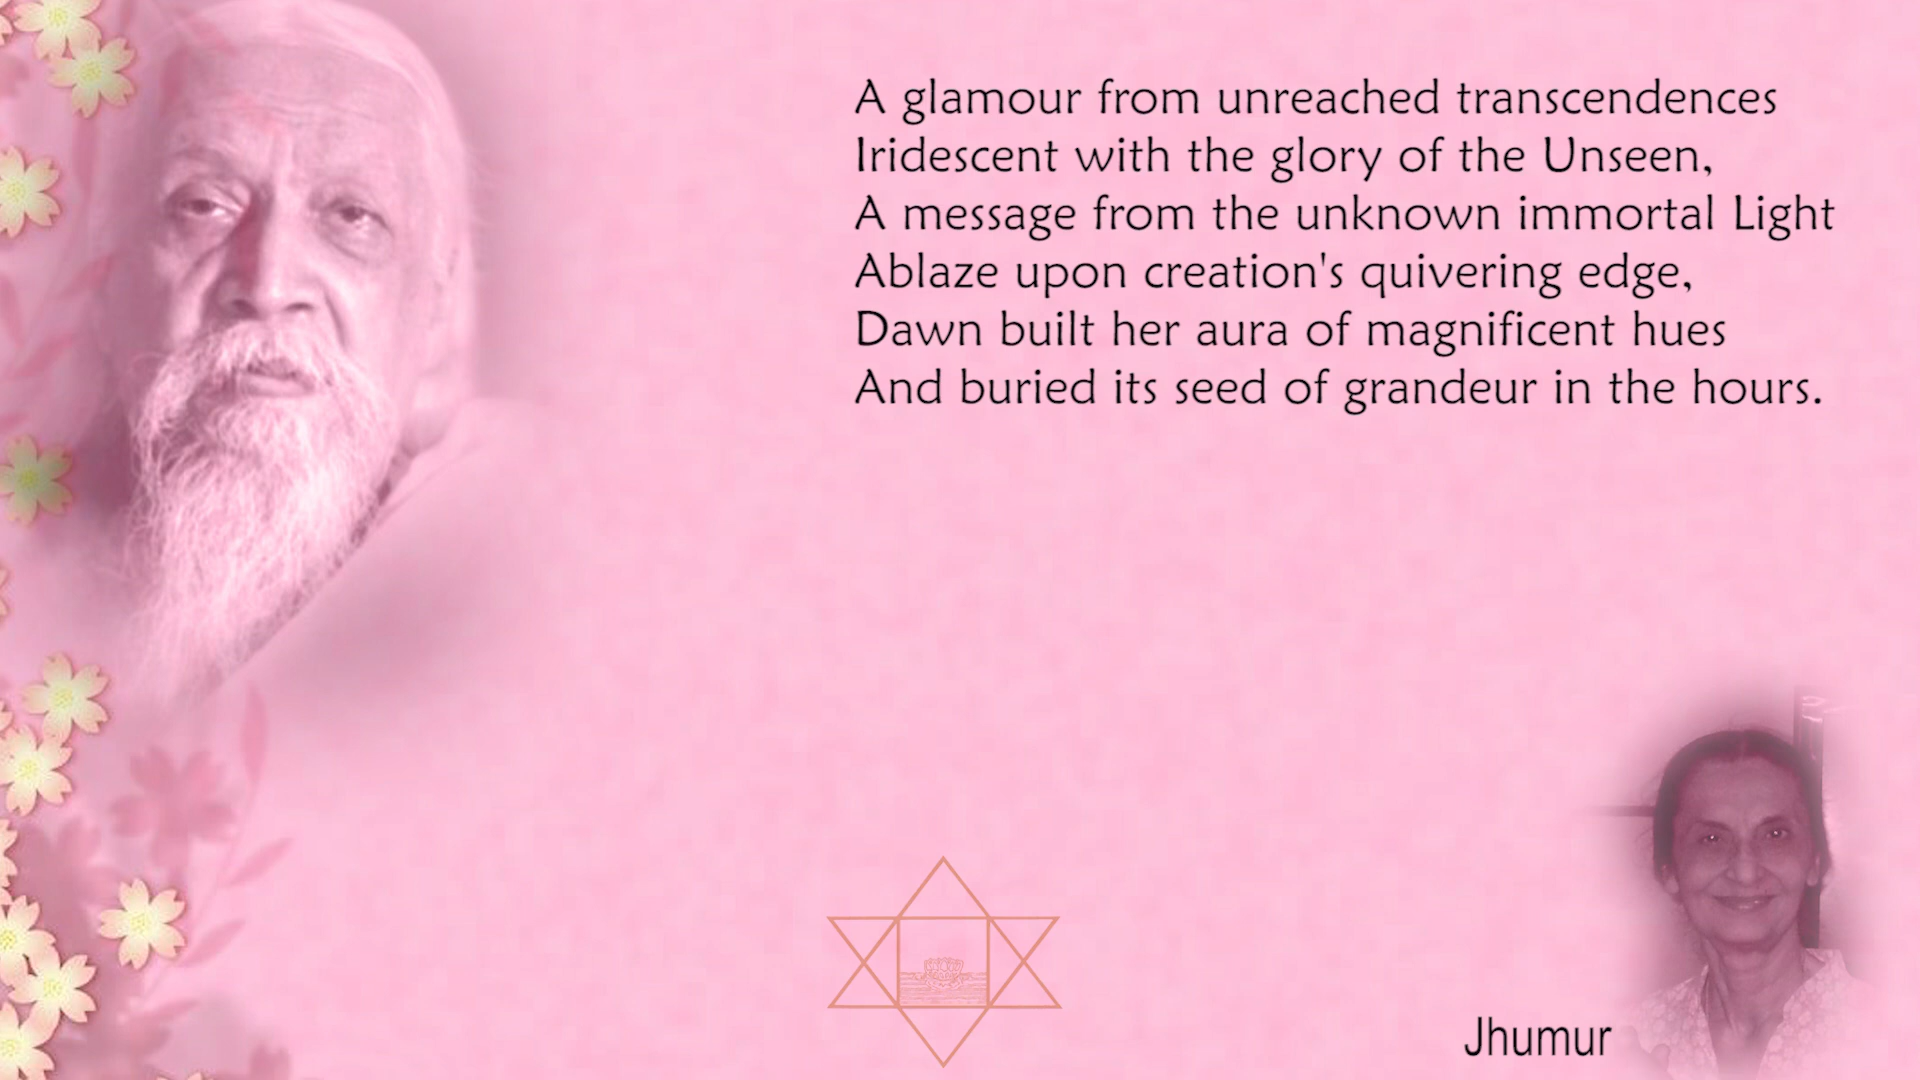 A glamour from unreached transcendences
Iridescent with the glory of the Unseen,
A message from the unknown immortal Light
Ablaze upon creation's quivering edge,
Dawn built her aura of magnificent hues
And buried its seed of grandeur in the hours.
Jhumur